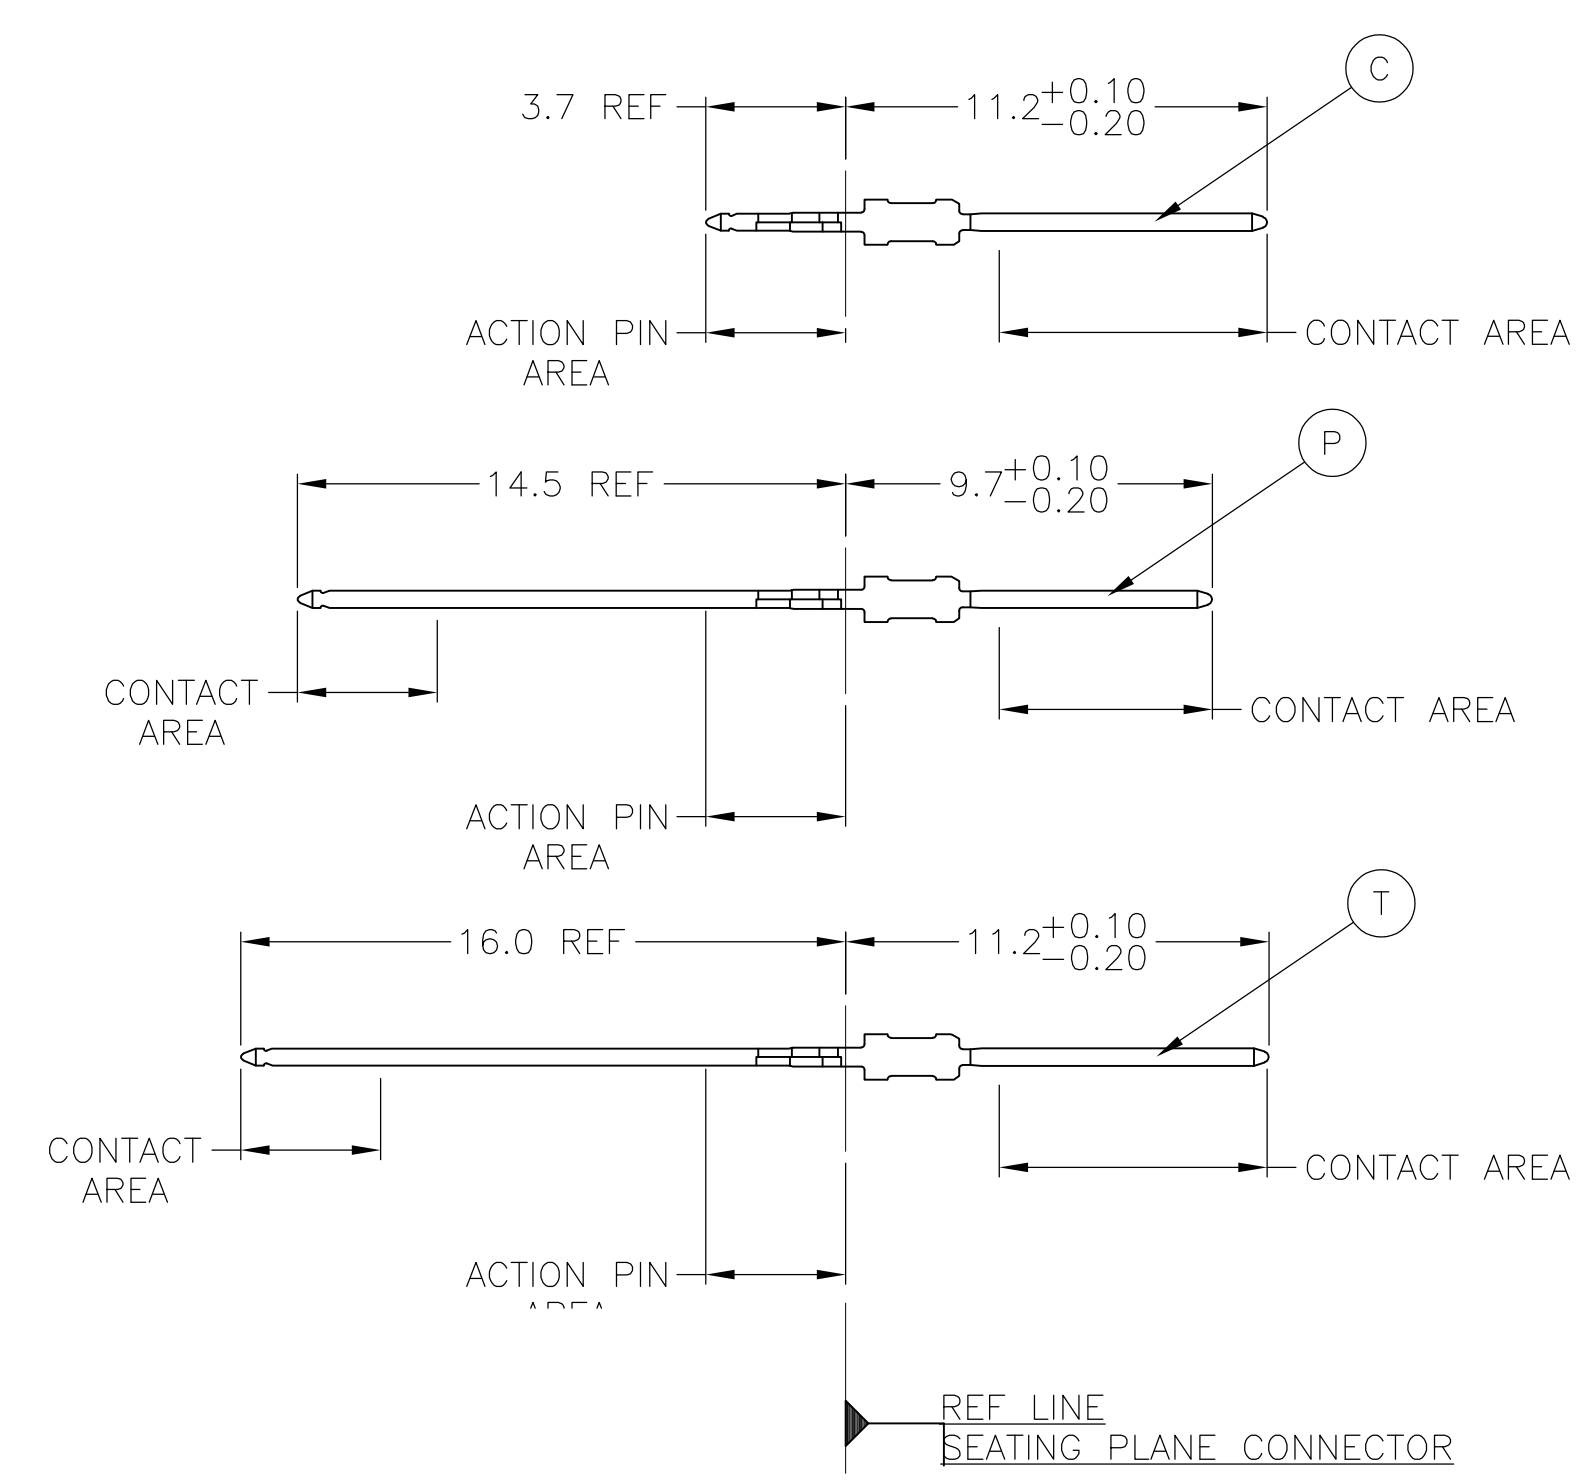 C
3.7 REF
11.2 +0.10
-0.20
ACTION PIN
AREA
CONTACT AREA
P
14.5 REF
9.7 +0.10
-0.20
CONTACT
AREA
CONTACT AREA
ACTION PIN
AREA
T
16.0 REF
11.2 +0.10
-0.20
CONTACT
AREA
CONTACT AREA
ACTION PIN
AREA
REF LINE
SEATING PLANE CONNECTOR